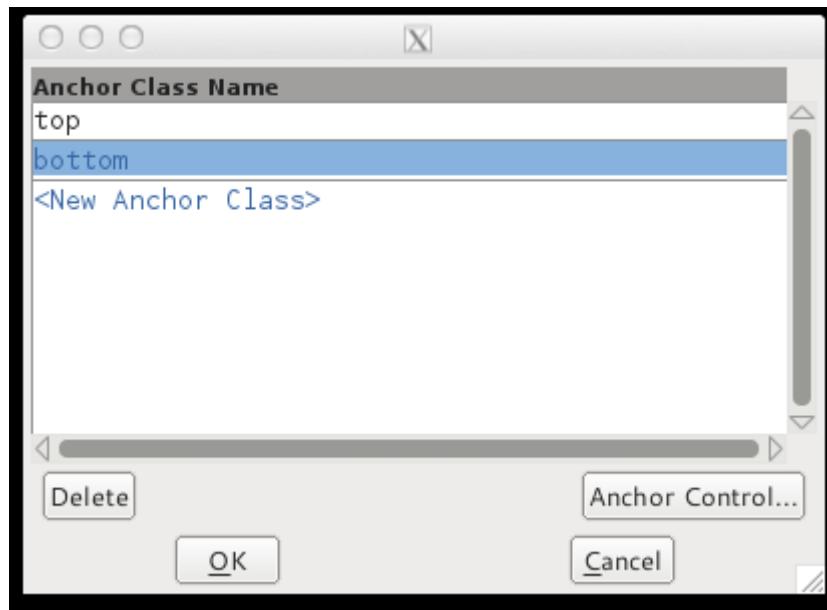 Anchor Class Name
top
bottom
<New Anchor Class>
Delete
Anchor Control...
OK
Cancel